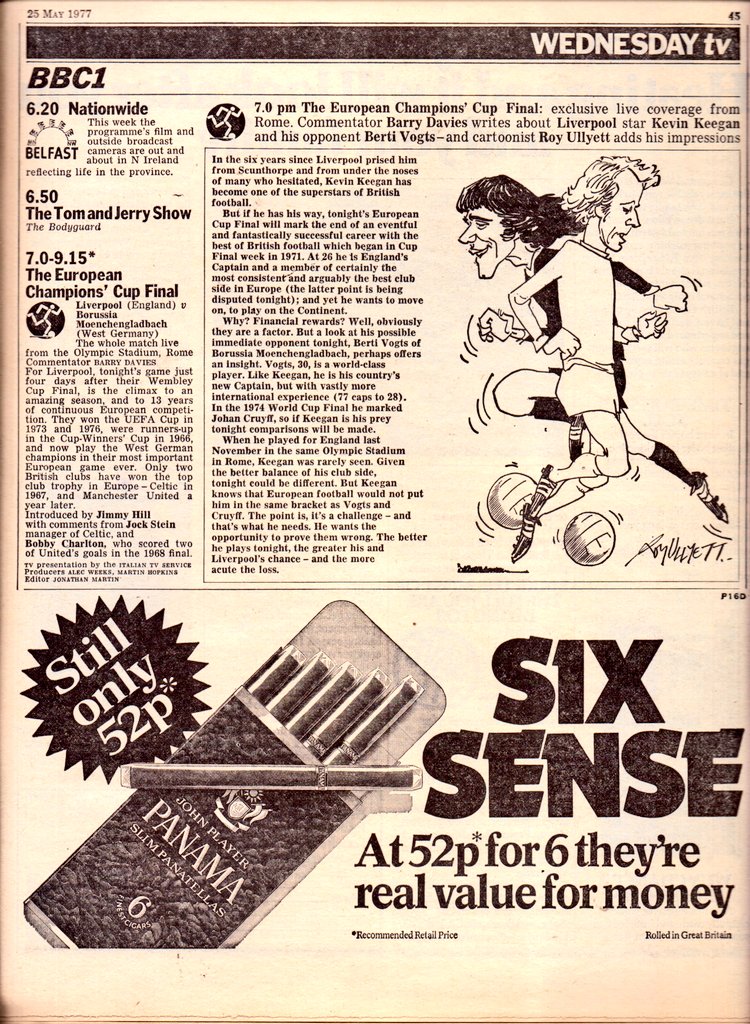 25 MAY 1977
45
WEDNESDAY tv
BBC1
6.20 Nationwide
BELFAST
This week the
programme's film and
outside broadcast
cameras are out and
about in N Ireland
reflecting life in the province.
6.50
The Tom and Jerry Show
The Bodyguard
7.0-9.15*
The European
Champions' Cup Final
Liverpool (England) v
Borussia
Moenchengladbach
(West Germany)
The whole match live
from the Olympic Stadium, Rome
Commentator BARRY DAVIES
For Liverpool, tonight's game just
four days after their Wembley
Cup Final, is the climax to an
amazing season, and to 13 years
of continuous European competi-
tion. They won the UEFA Cup in
1973 and 1976, were runners-up
in the Cup-Winners' Cup in 1966,
and now play the West German
champions in their most important
European game ever. Only two
British clubs have won the top
club trophy in Europe – Celtic in
1967, and Manchester United a
year later.
Introduced by Jimmy Hill
with comments from Jock Stein
manager of Celtic, and
Bobby Charlton, who scored two
of United's goals in the 1968 final.
TV presentation by the ITALIAN TV SERVICE
Producers ALEC WEEKS, MARTIN HOPKINS
Editor JONATHAN MARTIN
7.0 pm The European Champions' Cup Final: exclusive live coverage from
Rome. Commentator Barry Davies writes about Liverpool star Kevin Keegan
and his opponent Berti Vogts – and cartoonist Roy Ullyett adds his impressions
In the six years since Liverpool prised him
from Scunthorpe and from under the noses
of many who hesitated, Kevin Keegan has
become one of the superstars of British
football.
But if he has his way, tonight's European
Cup Final will mark the end of an eventful
and fantastically successful career with the
best of British football which began in Cup
Final week in 1971. At 26 he is England's
Captain and a member of certainly the
most consistent and arguably the best club
side in Europe (the latter point is being
disputed tonight); and yet he wants to move
on, to play on the Continent.
Why? Financial rewards? Well, obviously
they are a factor. But a look at his possible
immediate opponent tonight, Berti Vogts of
Borussia Moenchengladbach, perhaps offers
an insight. Vogts, 30, is a world-class
player. Like Keegan, he is his country's
new Captain, but with vastly more
international experience (77 caps to 28).
In the 1974 World Cup Final he marked
Johan Cruyff, so if Keegan is his prey
tonight comparisons will be made.
When he played for England last
November in the same Olympic Stadium
in Rome, Keegan was rarely seen. Given
the better balance of his club side,
tonight could be different. But Keegan
knows that European football would not put
him in the same bracket as Vogts and
Cruyff. The point is, it's a challenge – and
that's what he needs. He wants the
opportunity to prove them wrong. The better
he plays tonight, the greater his and
Liverpool's chance – and the more
acute the loss.
Roy Ullyett
P16D
Still
only
52p*
JOHN PLAYER
PANAMA
SLIM PANATELLAS
6
FINEST CIGARS
SIX
SENSE
At 52p* for 6 they're
real value for money
*Recommended Retail Price
Rolled in Great Britain